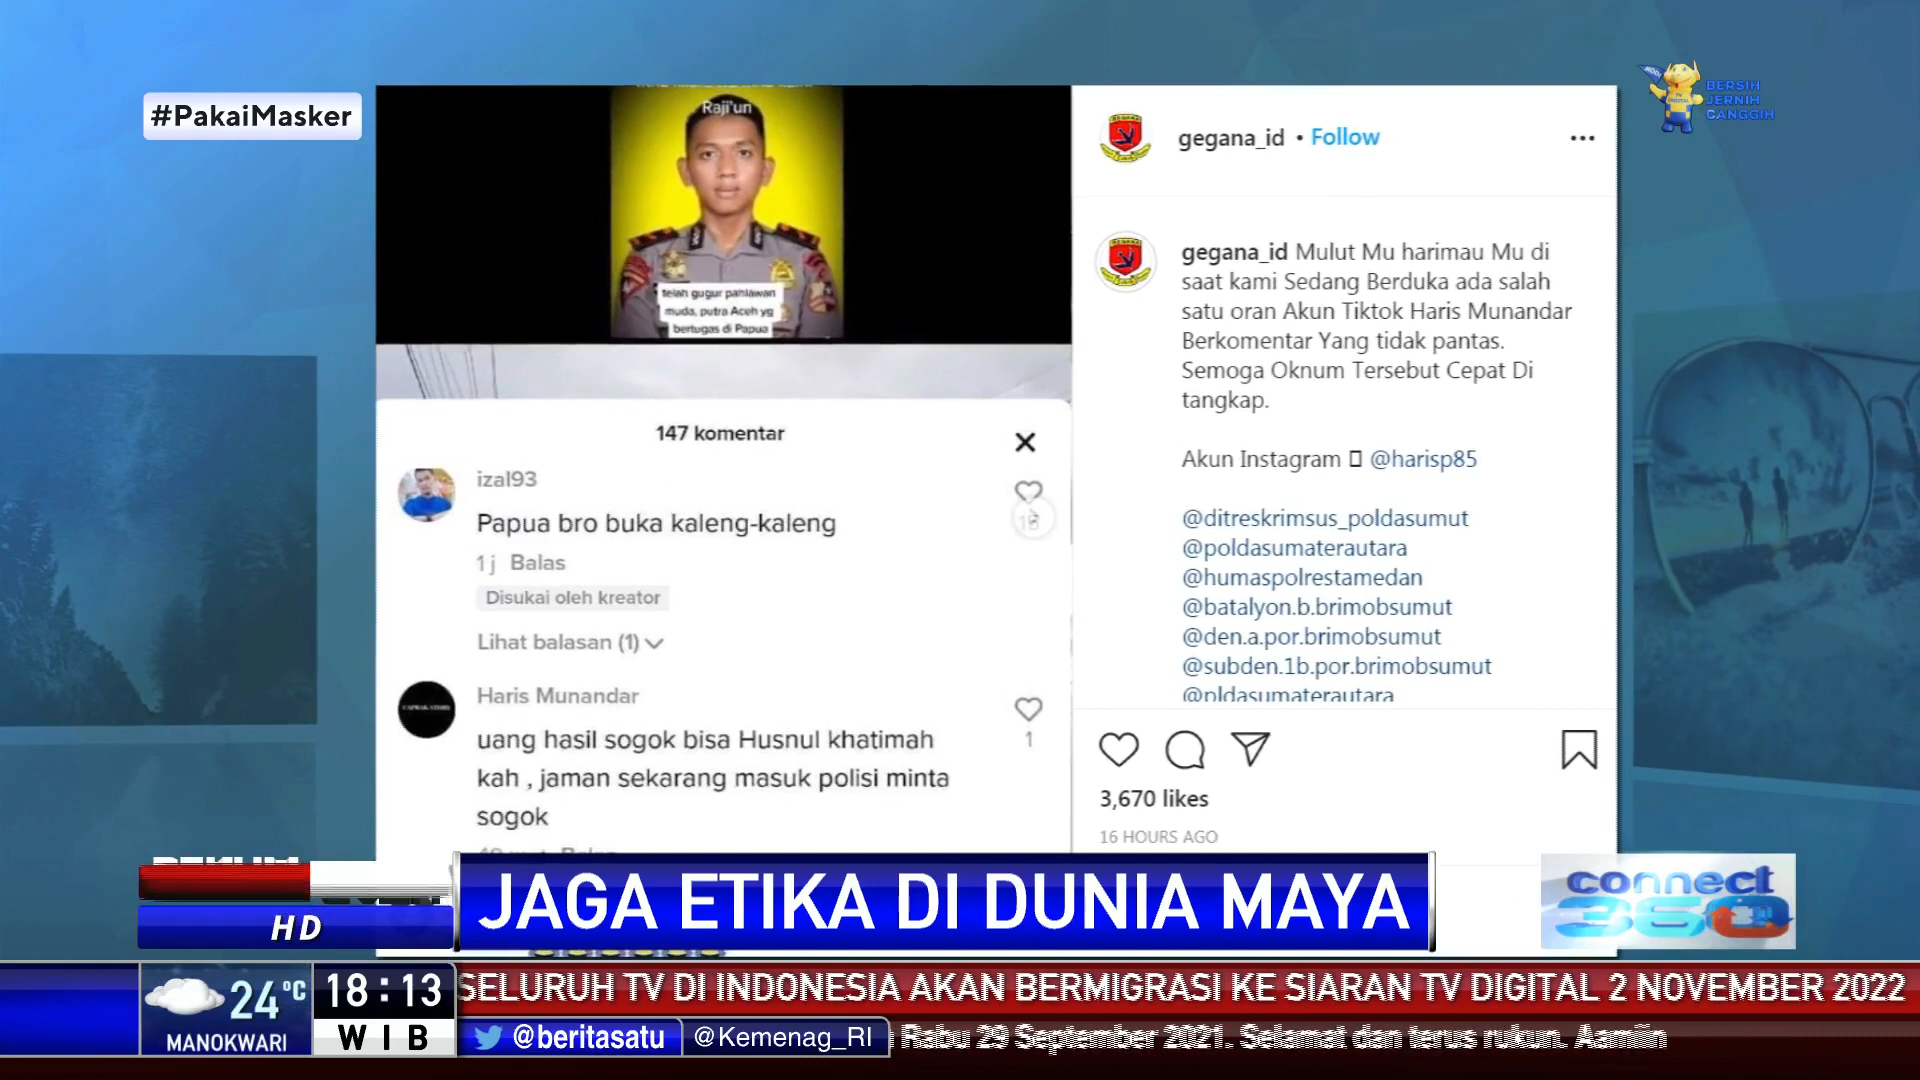 #PakaiMasker
BERSIH
JERNIH
CANGGIH
Raji'un
telah gugur pahlawan
muda, putra Aceh yg
bertugas di Papua
147 komentar
izal93
Papua bro buka kaleng-kaleng
1 j Balas
Disukai oleh kreator
Lihat balasan (1)
Haris Munandar
uang hasil sogok bisa Husnul khatimah
kah , jaman sekarang masuk polisi minta
sogok
1
gegana_id • Follow
gegana_id Mulut Mu harimau Mu di
saat kami Sedang Berduka ada salah
satu oran Akun Tiktok Haris Munandar
Berkomentar Yang tidak pantas.
Semoga Oknum Tersebut Cepat Di
tangkap.
Akun Instagram @harisp85
@ditreskrimsus_poldasumut
@poldasumaterautara
@humaspolrestamedan
@batalyon.b.brimobsumut
@den.a.por.brimobsumut
@subden.1b.por.brimobsumut
@pldasumaterautara
3,670 likes
16 HOURS AGO
HD
JAGA ETIKA DI DUNIA MAYA
connect
360
24°C
MANOKWARI
18:13
WIB
SELURUH TV DI INDONESIA AKAN BERMIGRASI KE SIARAN TV DIGITAL 2 NOVEMBER 2022
@beritasatu
@Kemenag_RI
Rabu 29 September 2021. Selamat dan terus rukun. Aamiin